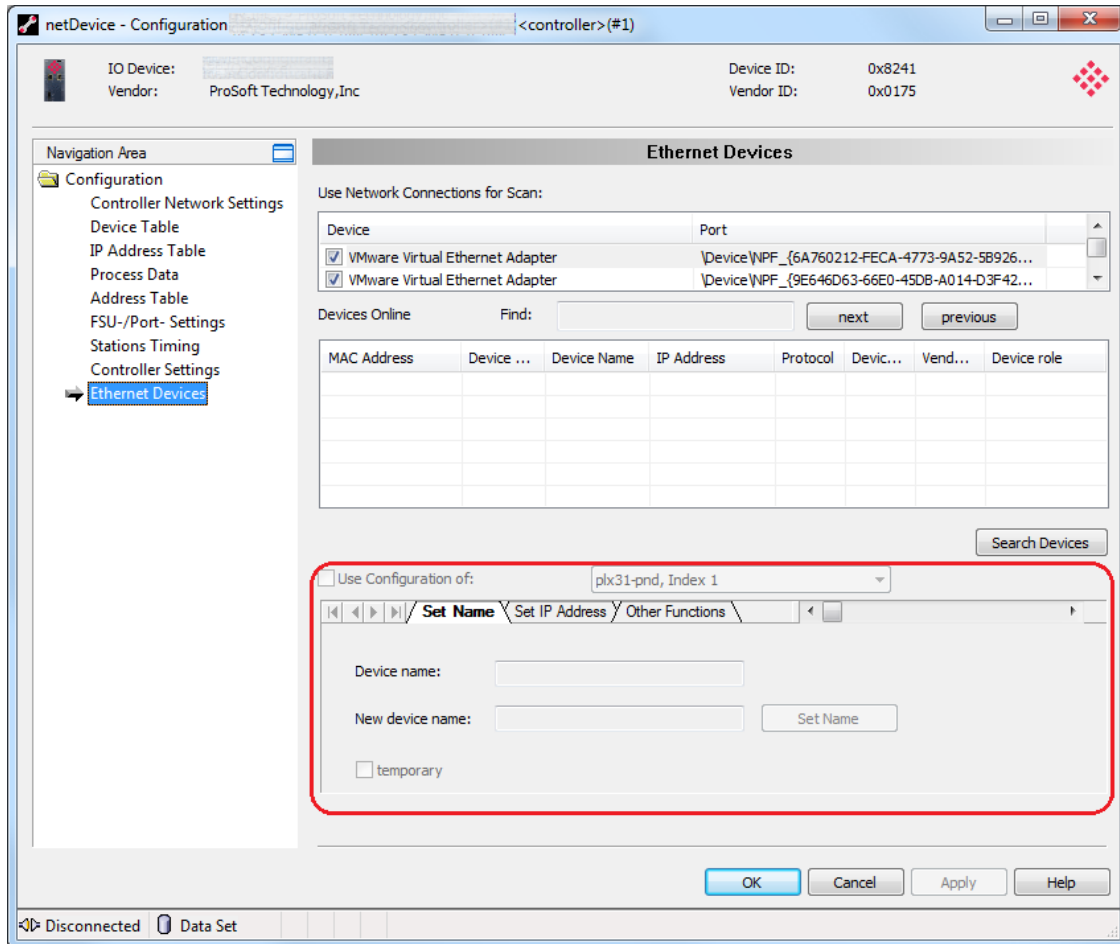 netDevice - Configuration <controller>(#1)
IO Device: Device ID: 0x8241
Vendor: ProSoft Technology,Inc Vendor ID: 0x0175
Navigation Area
Configuration
Controller Network Settings
Device Table
IP Address Table
Process Data
Address Table
FSU-/Port- Settings
Stations Timing
Controller Settings
Ethernet Devices
Ethernet Devices
Use Network Connections for Scan:
Device Port
VMware Virtual Ethernet Adapter \Device\NPF_{6A760212-FECA-4773-9A52-5B926...
VMware Virtual Ethernet Adapter \Device\NPF_{9E646D63-66E0-45DB-A014-D3F42...
Devices Online Find: next previous
MAC Address Device ... Device Name IP Address Protocol Devic... Vend... Device role
Search Devices
Use Configuration of: plx31-pnd, Index 1
Set Name Set IP Address Other Functions
Device name:
New device name: Set Name
temporary
OK Cancel Apply Help
Disconnected Data Set